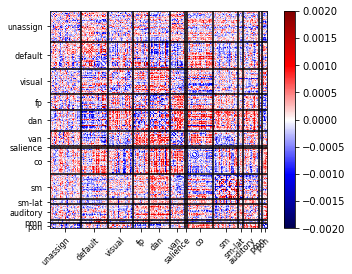 unassign
default
visual
fp
dan
van
salience
co
sm
sm-lat
auditory
pmn
pon
unassign
default
visual
fp
dan
van
salience
co
sm
sm-lat
auditory
0.0020
0.0015
0.0010
0.0005
0.0000
−0.0005
−0.0010
−0.0015
−0.0020